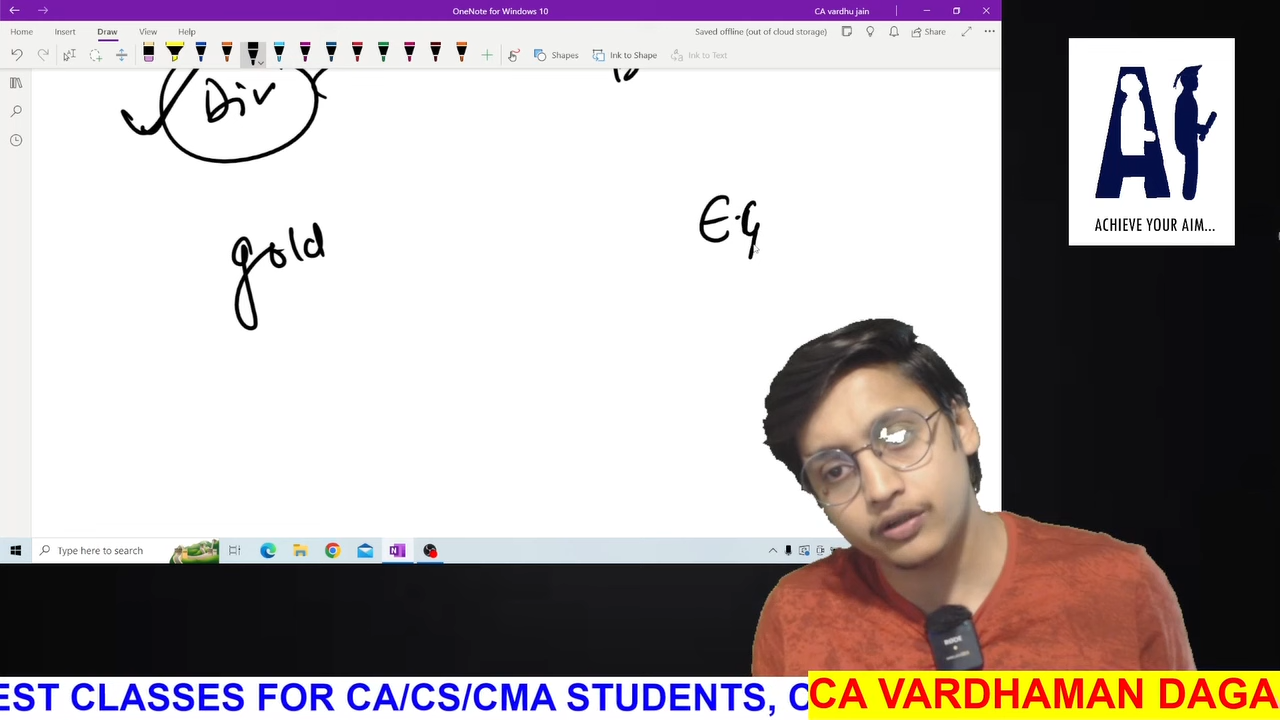 OneNote for Windows 10
CA vardhu jain
Home Insert Draw View Help
Saved offline (out of cloud storage)
Share
Shapes
Ink to Shape
Ink to Text
Div
gold
E.G
ACHIEVE YOUR AIM...
Type here to search
RODE
EST CLASSES FOR CA/CS/CMA STUDENTS, C
CA VARDHAMAN DAGA